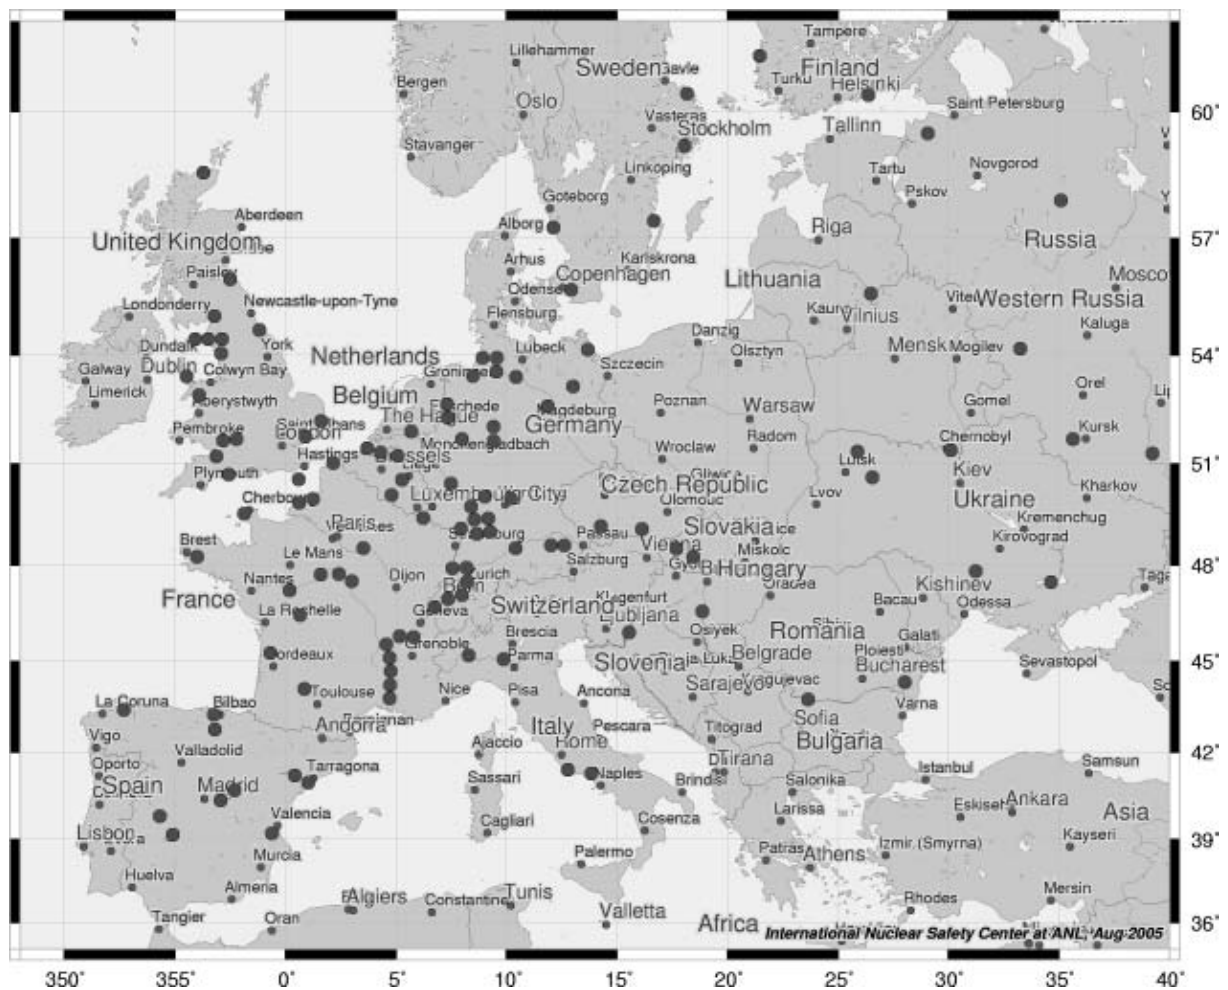 Tampere
Lillehammer
Sweden
Finland
Bergen
Turku
Helsinki
Oslo
Saint Petersburg
60°
Vasteras
Stockholm
Tallinn
Stavanger
Linkoping
Tartu
Novgorod
Pskov
Goteborg
Aberdeen
Alborg
Riga
57°
United Kingdom
Russia
Arhus
Karlskrona
Copenhagen
Paisley
Lithuania
Moscow
Odense
Western Russia
Londonderry
Newcastle-upon-Tyne
Flensburg
Vilnius
Kaluga
Danzig
Dundalk
York
Netherlands
Lubeck
Olsztyn
Mensk
Mogilev
54°
Galway
Dublin
Colwyn Bay
Szczecin
Limerick
Belgium
Orel
Aberystwyth
Poznan
Warsaw
Gomel
The Hague
Magdeburg
Germany
Pembroke
London
Radom
Chernobyl
Kursk
Hastings
Brussels
Wroclaw
51°
Plymouth
Lutsk
Kiev
Luxembourg
Czech Republic
Kharkov
Cherbourg
Olomouc
Lvov
Ukraine
Paris
Slovakia
Kremenchug
Brest
Passau
Vienna
Kirovograd
Le Mans
Salzburg
Miskolc
48°
Nantes
Dijon
Hungary
Kishinev
France
Switzerland
Klagenfurt
Oradea
La Rochelle
Geneva
Ljubljana
Bacau
Odessa
Grenoble
Brescia
Osiyek
Romania
Galati
Bordeaux
Parma
Slovenia
Belgrade
Ploiesti
Bucharest
Sevastopol
45°
Toulouse
Nice
Pisa
Ancona
Sarajevo
La Coruna
Bilbao
Varna
Vigo
Andorra
Italy
Pescara
Titograd
Sofia
Bulgaria
Valladolid
Ajaccio
Rome
42°
Oporto
Tirana
Istanbul
Samsun
Spain
Madrid
Tarragona
Sassari
Naples
Brindisi
Salonika
Ankara
Asia
Valencia
Larissa
Lisbon
Cagliari
Cosenza
Kayseri
39°
Murcia
Palermo
Patras
Athens
Izmir (Smyrna)
Huelva
Almeria
Algiers
Constantine
Tunis
Rhodes
Mersin
Tangier
Oran
Valletta
Africa
36°
International Nuclear Safety Center at ANL, Aug 2005
350° 355° 0° 5° 10° 15° 20° 25° 30° 35° 40°